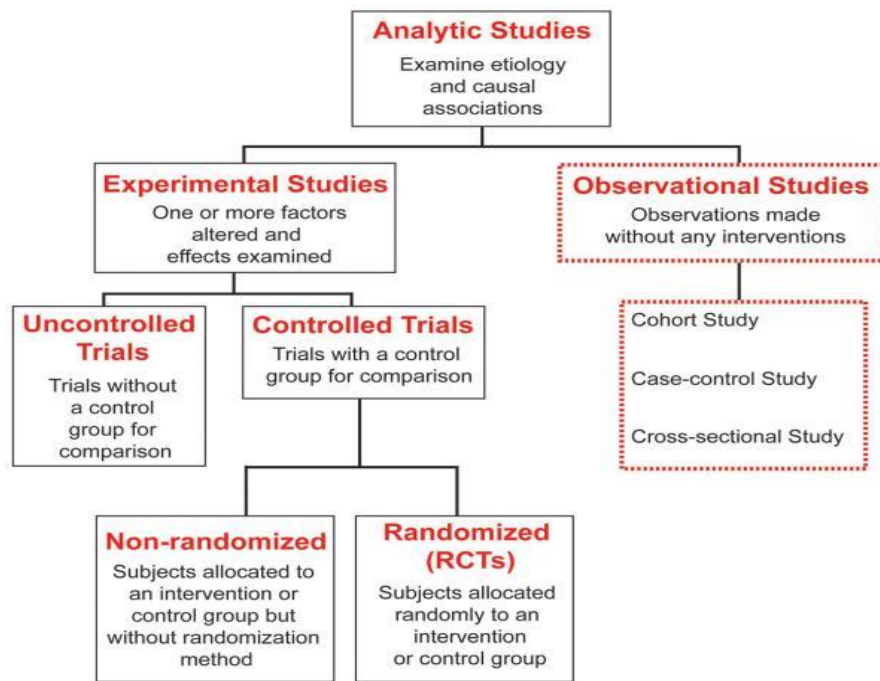 Analytic Studies
Examine etiology
and causal
associations
Experimental Studies
One or more factors
altered and
effects examined
Observational Studies
Observations made
without any interventions
Uncontrolled
Trials
Trials without
a control
group for
comparison
Controlled Trials
Trials with a control
group for comparison
Cohort Study
Case-control Study
Cross-sectional Study
Non-randomized
Subjects allocated to
an intervention or
control group but
without randomization
method
Randomized
(RCTs)
Subjects allocated
randomly to an
intervention
or control group